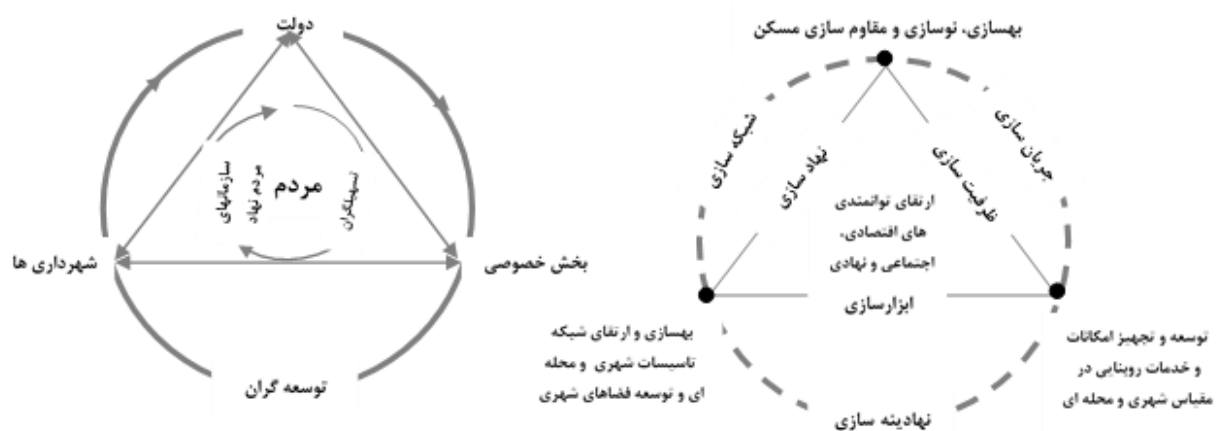 دولت
سازمانهای
مردم نهاد
مردم
تسهیلگران
شهرداری ها
بخش خصوصی
توسعه گران
بهسازی، نوسازی و مقاوم سازی مسکن
شبکه سازی
نهاد سازی
ظرفیت سازی
جریان سازی
ارتقای توانمندی
های اقتصادی،
اجتماعی و نهادی
ابزارسازی
بهسازی و ارتقای شبکه
تاسیسات شهری و محله
ای و توسعه فضاهای شهری
توسعه و تجهیز امکانات
و خدمات روبنایی در
مقیاس شهری و محله ای
نهادینه سازی